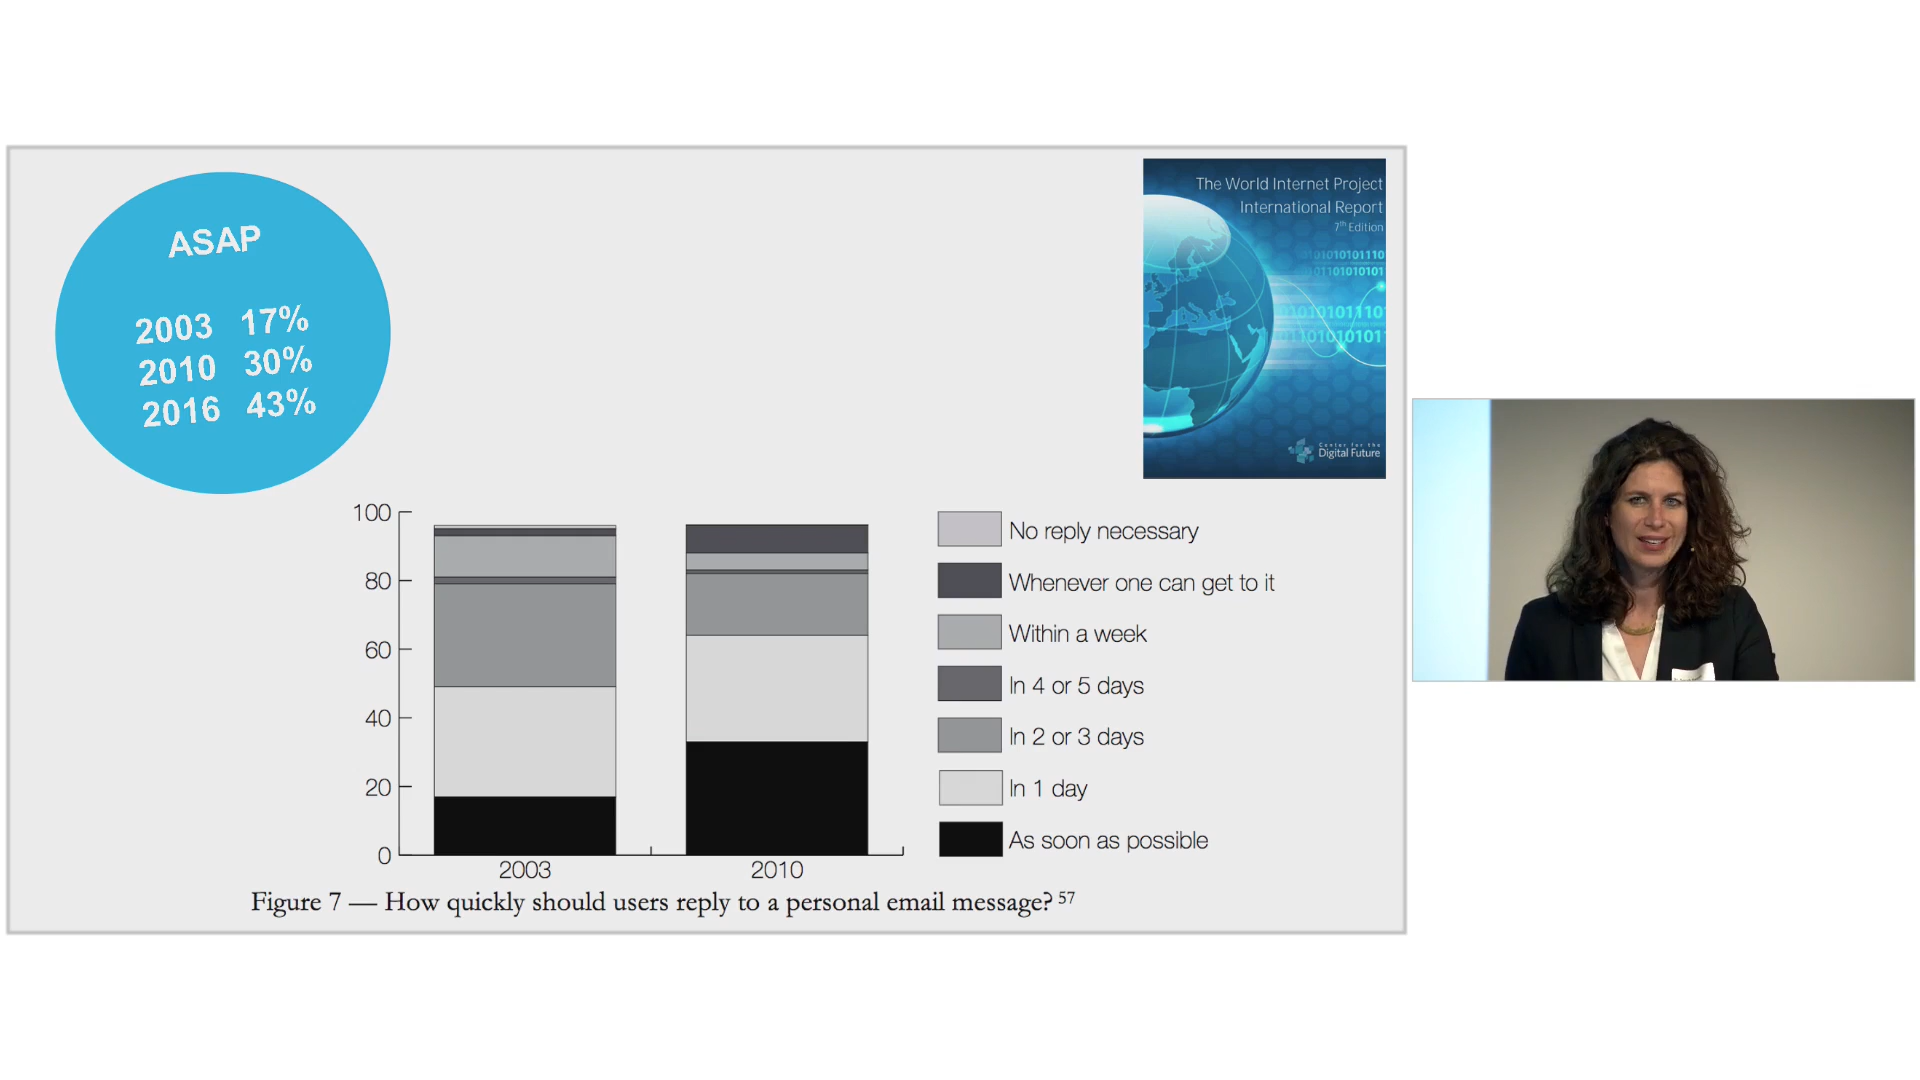 ASAP
2003 17%
2010 30%
2016 43%
The World Internet Project
International Report
7th Edition
Center for the
Digital Future
100
80
60
40
20
0
2003
2010
No reply necessary
Whenever one can get to it
Within a week
In 4 or 5 days
In 2 or 3 days
In 1 day
As soon as possible
Figure 7 — How quickly should users reply to a personal email message? 57